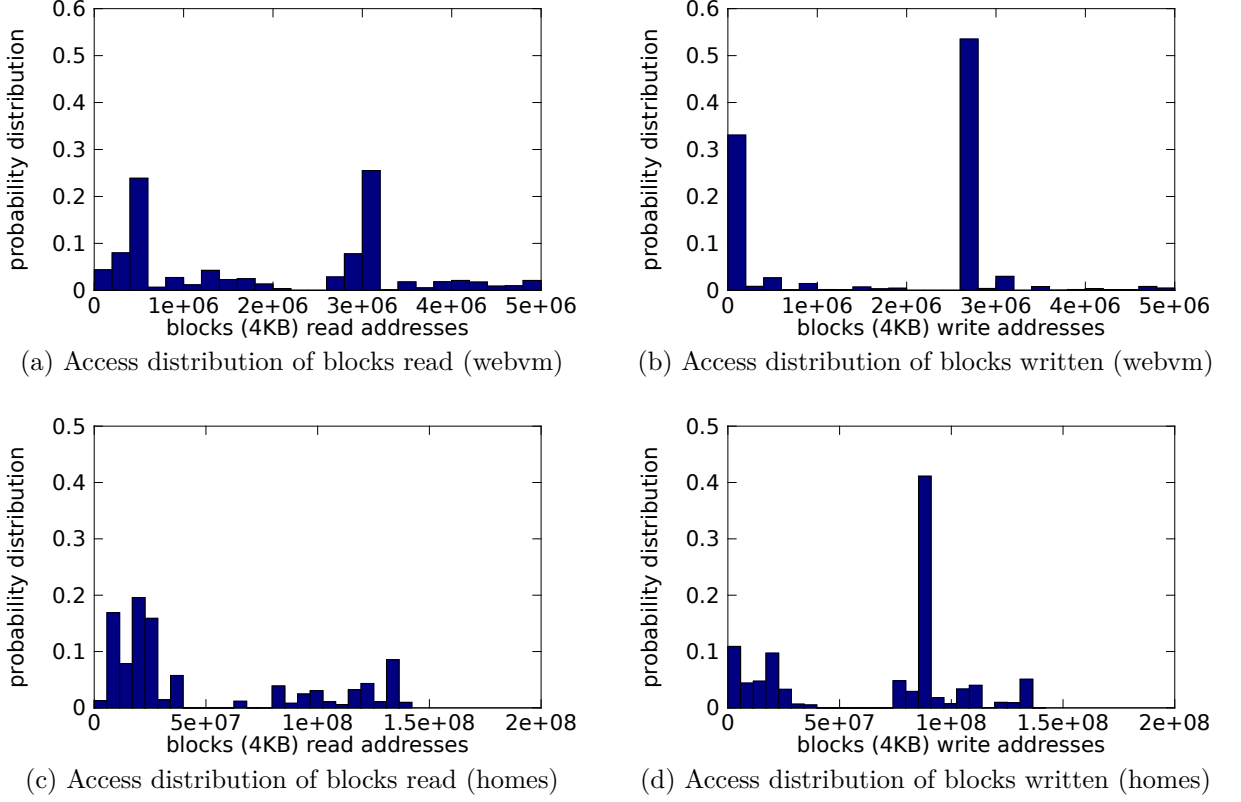 0.6
0.5
0.4
0.3
0.2
0.1
0
probability distribution
0 1e+06 2e+06 3e+06 4e+06 5e+06
blocks (4KB) read addresses
(a) Access distribution of blocks read (webvm)
0.6
0.5
0.4
0.3
0.2
0.1
0
probability distribution
0 1e+06 2e+06 3e+06 4e+06 5e+06
blocks (4KB) write addresses
(b) Access distribution of blocks written (webvm)
0.5
0.4
0.3
0.2
0.1
0
probability distribution
0 5e+07 1e+08 1.5e+08 2e+08
blocks (4KB) read addresses
(c) Access distribution of blocks read (homes)
0.5
0.4
0.3
0.2
0.1
0
probability distribution
0 5e+07 1e+08 1.5e+08 2e+08
blocks (4KB) write addresses
(d) Access distribution of blocks written (homes)